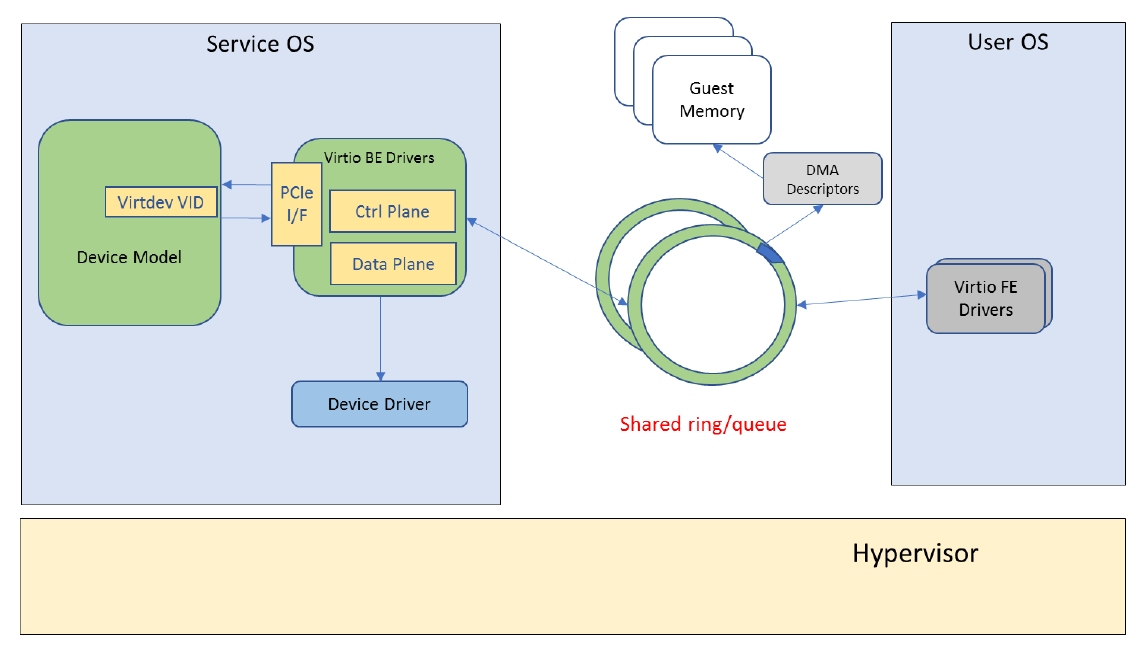 Service OS
User OS
Guest
Memory
Virtio BE Drivers
DMA
Descriptors
PCIe
I/F
Virtdev VID
Ctrl Plane
Device Model
Data Plane
Virtio FE
Drivers
Device Driver
Shared ring/queue
Hypervisor